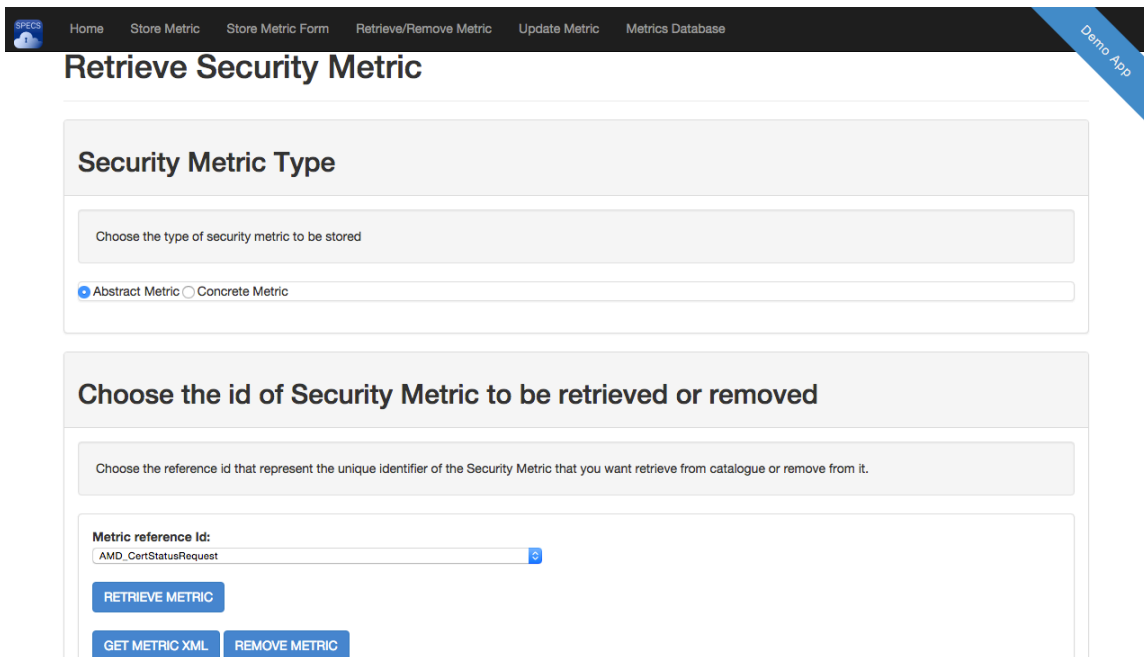 SPECS
Home Store Metric Store Metric Form Retrieve/Remove Metric Update Metric Metrics Database
Demo App
Retrieve Security Metric
Security Metric Type
Choose the type of security metric to be stored
Abstract Metric Concrete Metric
Choose the id of Security Metric to be retrieved or removed
Choose the reference id that represent the unique identifier of the Security Metric that you want retrieve from catalogue or remove from it.
Metric reference Id:
AMD_CertStatusRequest
RETRIEVE METRIC
GET METRIC XML REMOVE METRIC